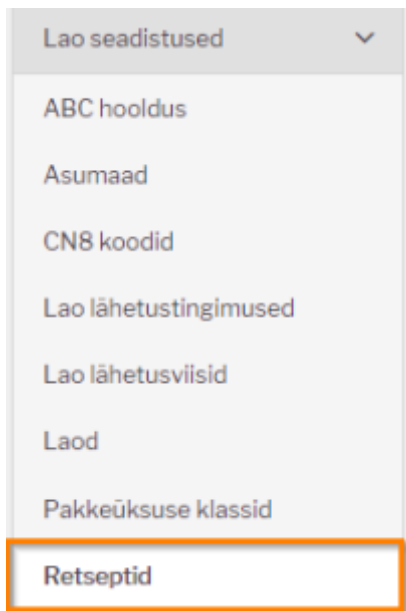 Lao seadistused
ABC hooldus
Asumaad
CN8 koodid
Lao lähetustingimused
Lao lähetusviisid
Laod
Pakkeüksuse klassid
Retseptid